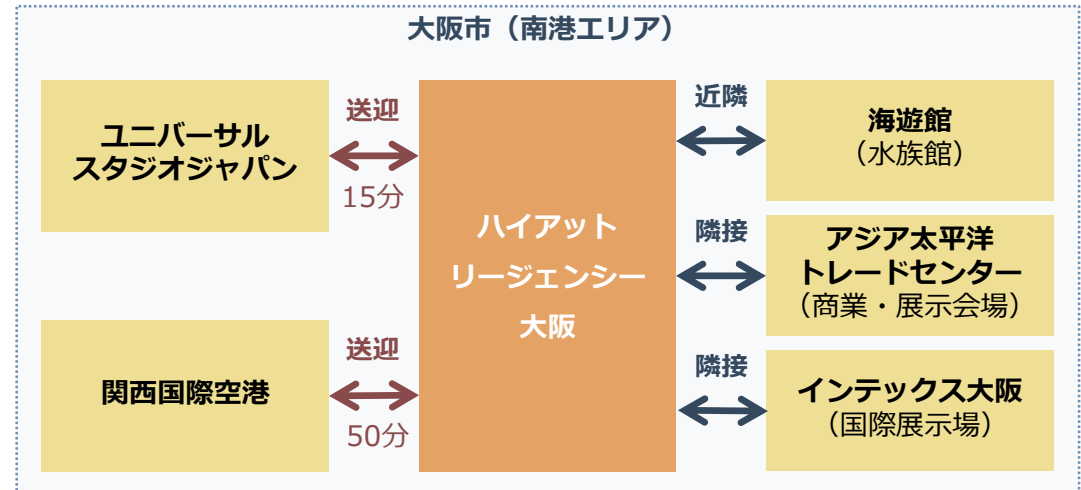 大阪市（南港エリア）
ユニバーサル
スタジオジャパン
送迎
15分
関西国際空港
送迎
50分
ハイアット
リージェンシー
大阪
近隣
海遊館
（水族館）
隣接
アジア太平洋
トレードセンター
（商業・展示会場）
隣接
インテックス大阪
（国際展示場）